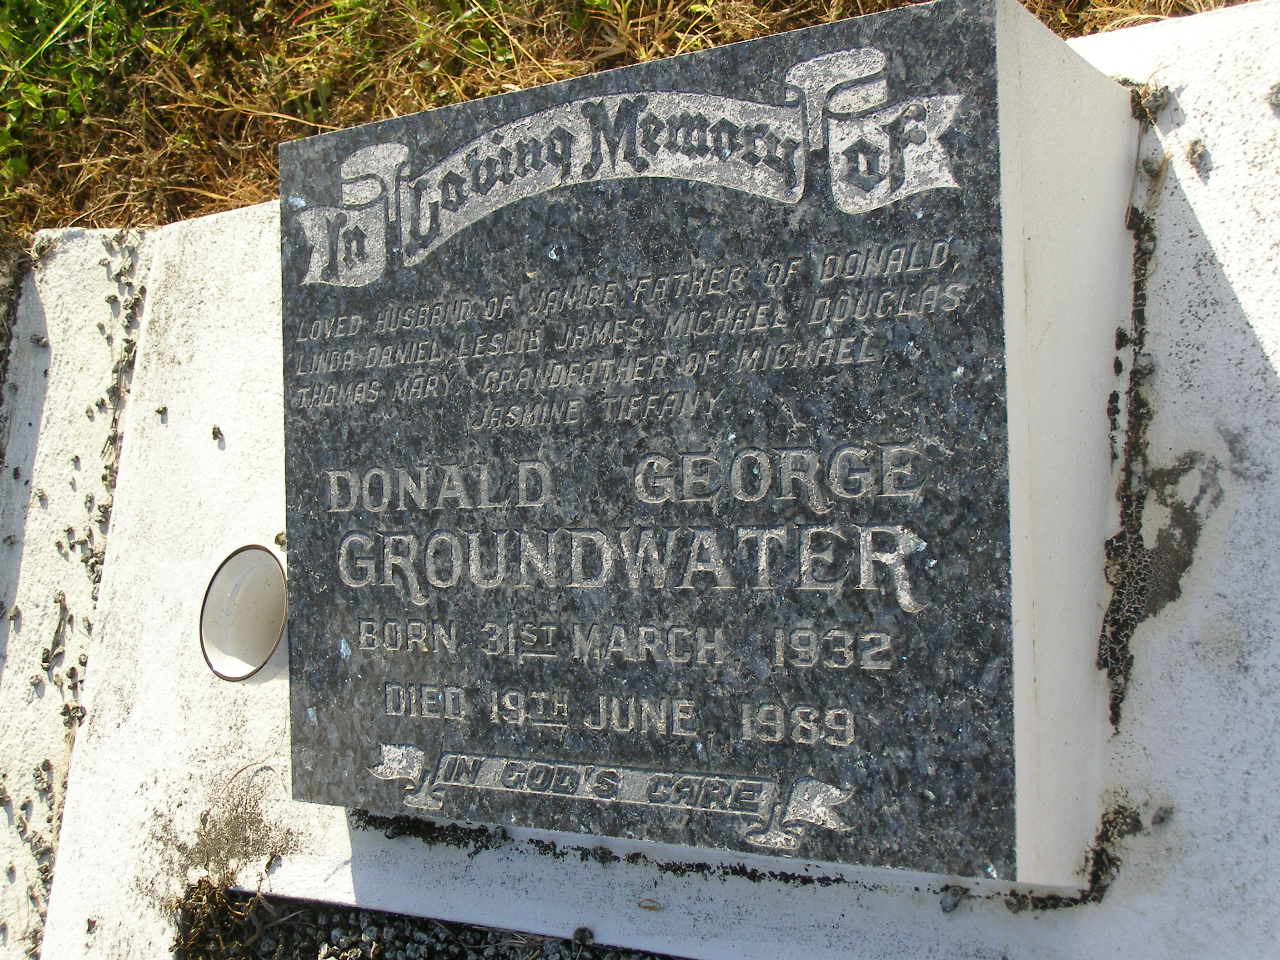 In Loving Memory of
LOVED HUSBAND OF JANICE, FATHER OF DONALD,
LINDA, DANIEL, LESLIE, JAMES, MICHAEL, DOUGLAS
THOMAS, MARY, GRANDFATHER OF MICHAEL,
JASMINE, TIFFANY.
DONALD GEORGE
GROUNDWATER
BORN 31ST MARCH 1932
DIED 19TH JUNE 1989
IN GOD'S CARE